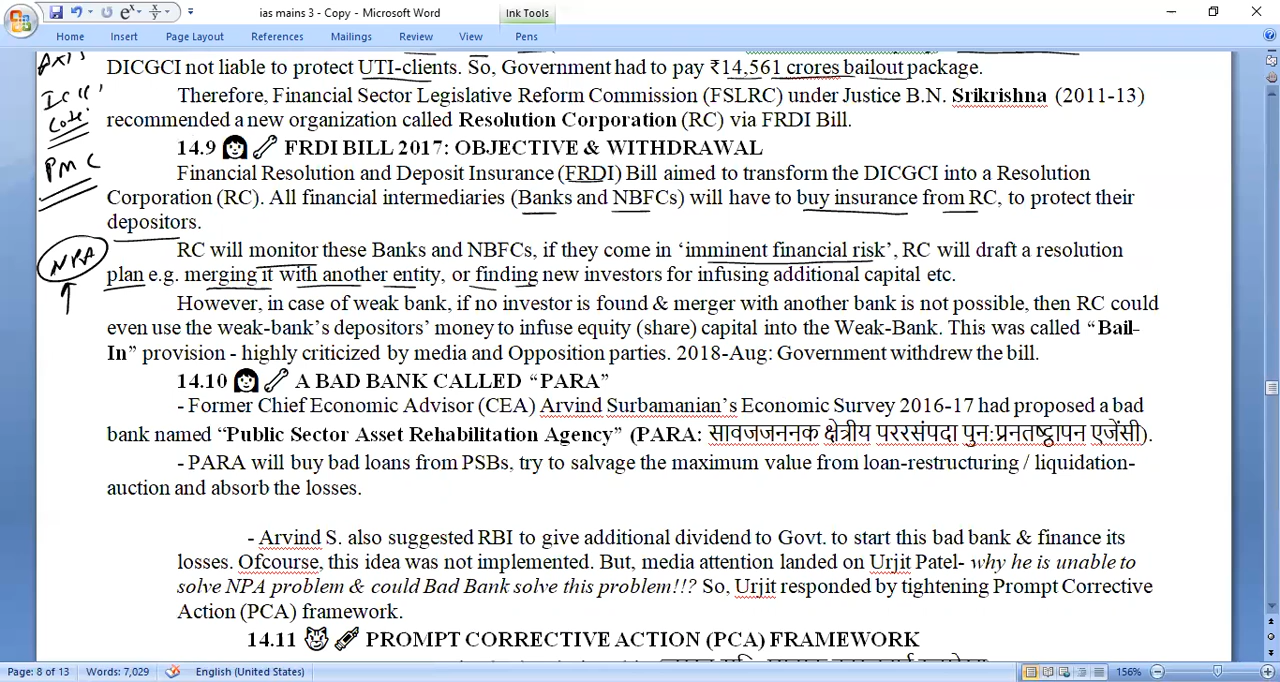 ias mains 3 - Copy - Microsoft Word
Ink Tools
Home Insert Page Layout References Mailings Review View Pens
DICGCI not liable to protect UTI-clients. So, Government had to pay ₹14,561 crores bailout package.
Therefore, Financial Sector Legislative Reform Commission (FSLRC) under Justice B.N. Srikrishna (2011-13)
recommended a new organization called Resolution Corporation (RC) via FRDI Bill.
PMC
14.9 FRDI BILL 2017: OBJECTIVE & WITHDRAWAL
Financial Resolution and Deposit Insurance (FRDI) Bill aimed to transform the DICGCI into a Resolution
Corporation (RC). All financial intermediaries (Banks and NBFCs) will have to buy insurance from RC, to protect their
depositors.
NPA
RC will monitor these Banks and NBFCs, if they come in ‘imminent financial risk’, RC will draft a resolution
plan e.g. merging it with another entity, or finding new investors for infusing additional capital etc.
However, in case of weak bank, if no investor is found & merger with another bank is not possible, then RC could
even use the weak-bank’s depositors’ money to infuse equity (share) capital into the Weak-Bank. This was called “Bail-
In” provision - highly criticized by media and Opposition parties. 2018-Aug: Government withdrew the bill.
14.10 A BAD BANK CALLED “PARA”
- Former Chief Economic Advisor (CEA) Arvind Surbamanian’s Economic Survey 2016-17 had proposed a bad
bank named “Public Sector Asset Rehabilitation Agency” (PARA: सावजजननक क्षेत्रीय पररसंपदा पुन:प्रनतष्ठापन एजेंसी).
- PARA will buy bad loans from PSBs, try to salvage the maximum value from loan-restructuring / liquidation-
auction and absorb the losses.
- Arvind S. also suggested RBI to give additional dividend to Govt. to start this bad bank & finance its
losses. Ofcourse, this idea was not implemented. But, media attention landed on Urjit Patel- why he is unable to
solve NPA problem & could Bad Bank solve this problem!!? So, Urjit responded by tightening Prompt Corrective
Action (PCA) framework.
14.11 PROMPT CORRECTIVE ACTION (PCA) FRAMEWORK
Page: 8 of 13 Words: 7,029 English (United States) 156%